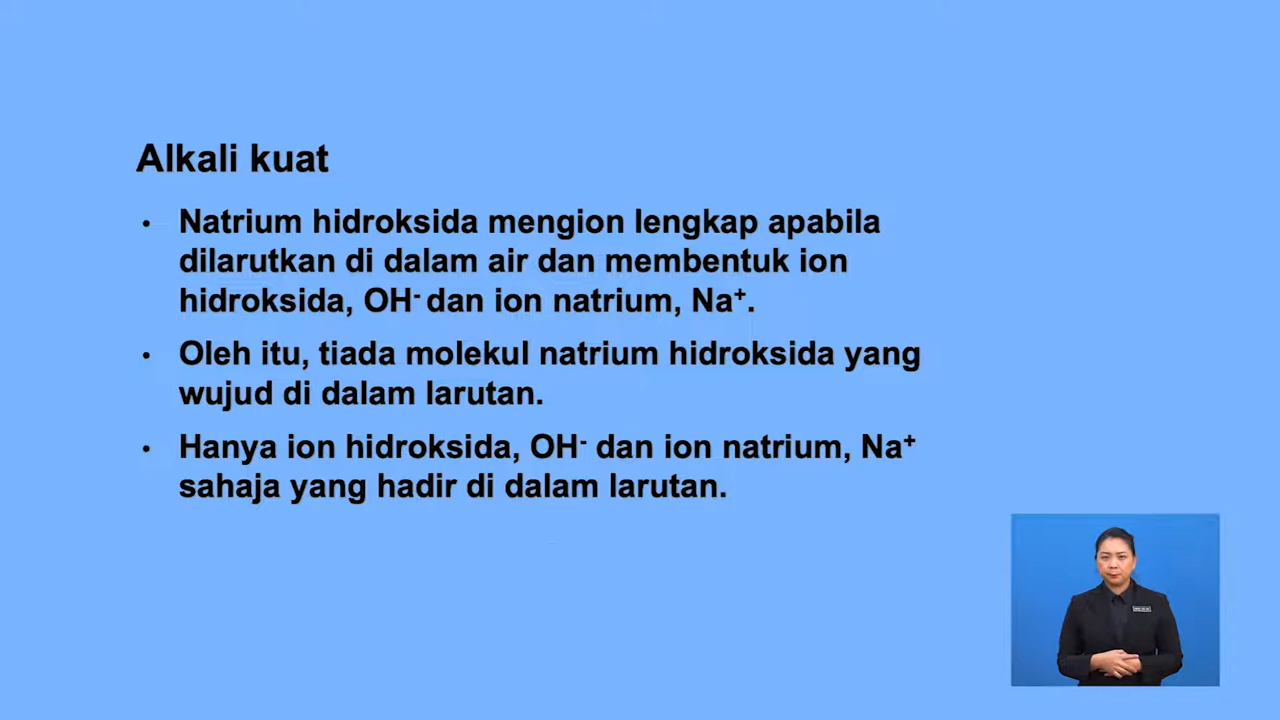 Alkali kuat
• Natrium hidroksida mengion lengkap apabila
dilarutkan di dalam air dan membentuk ion
hidroksida, OH⁻ dan ion natrium, Na⁺.
• Oleh itu, tiada molekul natrium hidroksida yang
wujud di dalam larutan.
• Hanya ion hidroksida, OH⁻ dan ion natrium, Na⁺
sahaja yang hadir di dalam larutan.